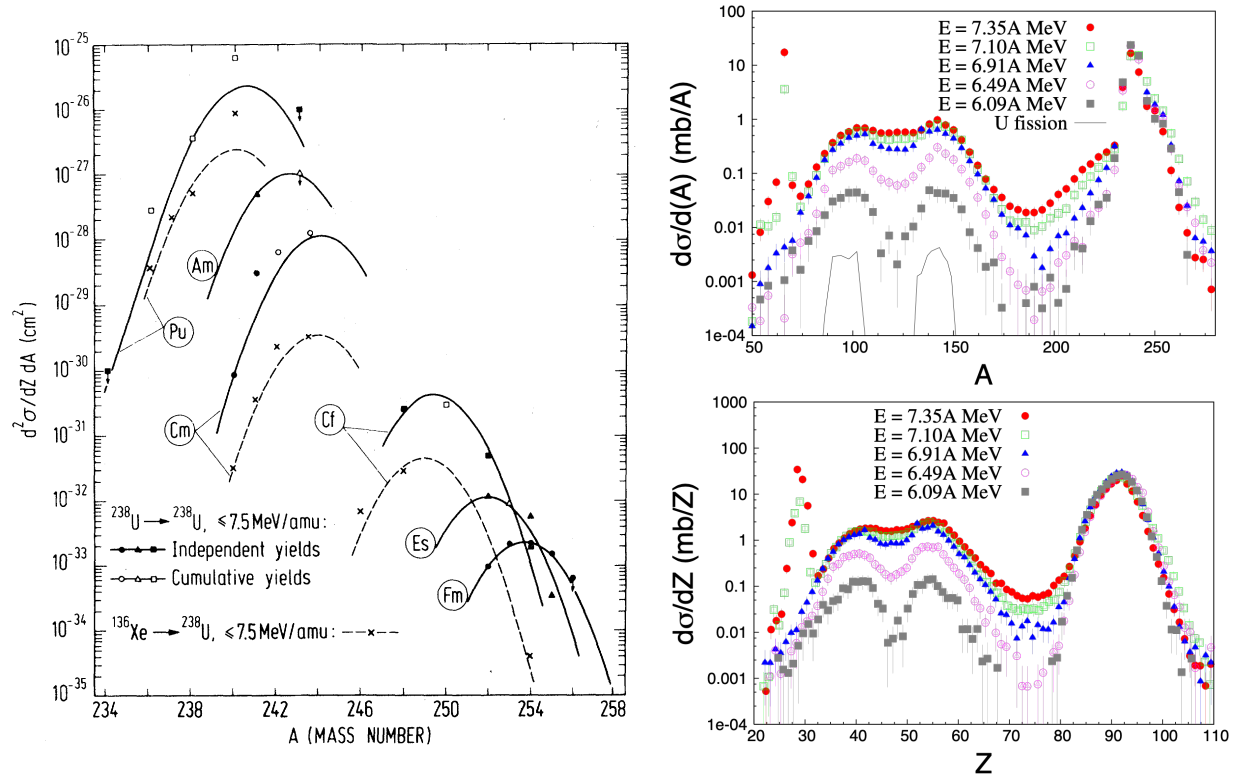 10⁻²⁵
10⁻²⁶
10⁻²⁷
10⁻²⁸
10⁻²⁹
10⁻³⁰
10⁻³¹
10⁻³²
10⁻³³
10⁻³⁴
10⁻³⁵
d²σ/dZ dA (cm²)
Pu
Am
Cm
Cf
Es
Fm
²³⁸U → ²³⁸U, ≤7.5 MeV/amu:
Independent yields
Cumulative yields
¹³⁶Xe → ²³⁸U, ≤7.5 MeV/amu:
234 238 242 246 250 254 258
A (MASS NUMBER)
E = 7.35A MeV
E = 7.10A MeV
E = 6.91A MeV
E = 6.49A MeV
E = 6.09A MeV
U fission
100
10
1
0.1
0.01
0.001
1e-04
dσ/d(A) (mb/A)
50 100 150 200 250
A
E = 7.35A MeV
E = 7.10A MeV
E = 6.91A MeV
E = 6.49A MeV
E = 6.09A MeV
1000
100
10
1
0.1
0.01
0.001
1e-04
dσ/dZ (mb/Z)
20 30 40 50 60 70 80 90 100 110
Z